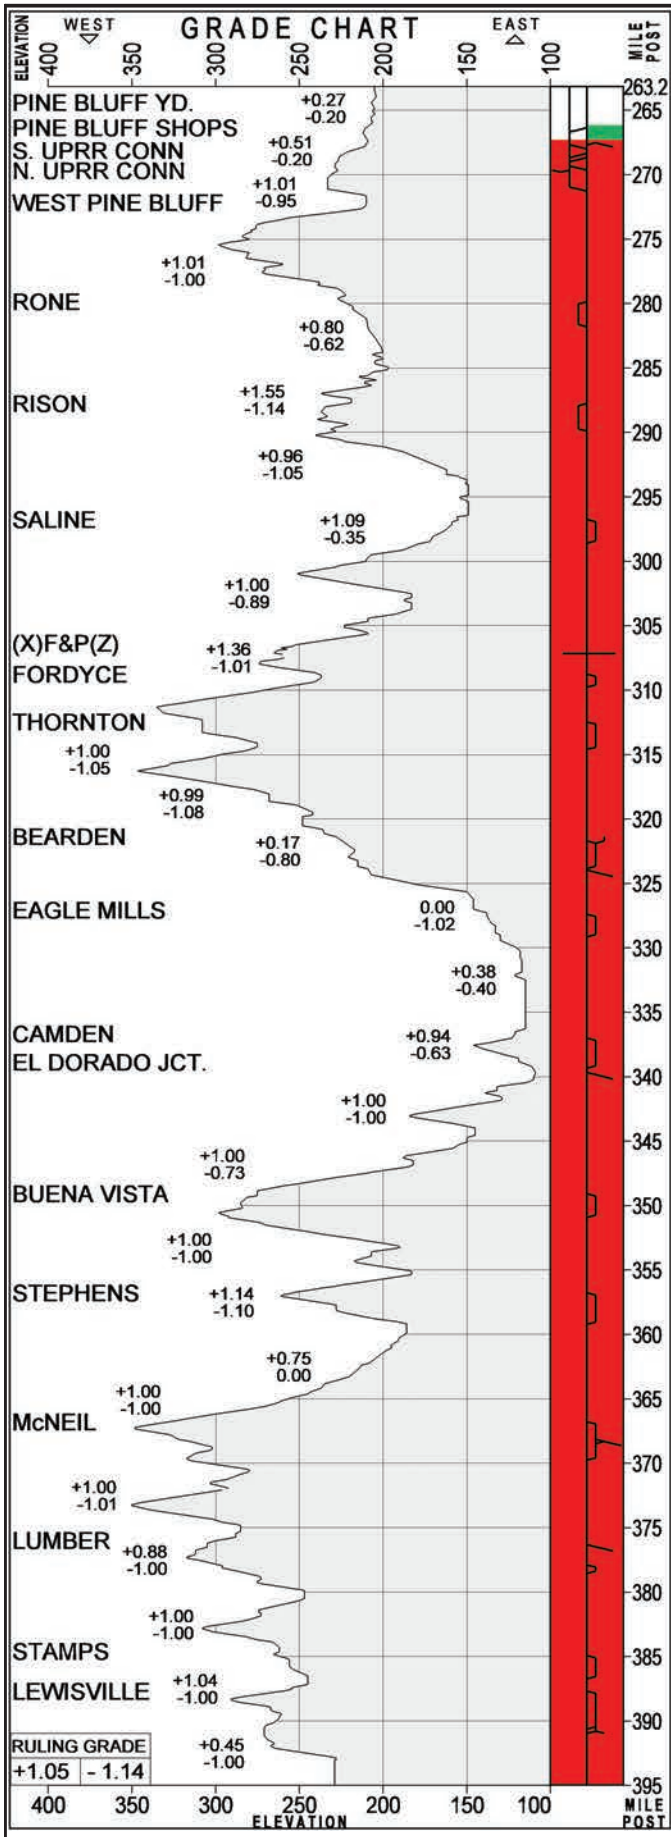 GRADE CHART
WEST
EAST
ELEVATION
MILE POST
400 350 300 250 200 150 100
263.2
PINE BLUFF YD.
+0.27
-0.20
265
PINE BLUFF SHOPS
+0.51
-0.20
S. UPRR CONN
N. UPRR CONN
270
+1.01
-0.95
WEST PINE BLUFF
275
+1.01
-1.00
RONE
280
+0.80
-0.62
285
RISON
+1.55
-1.14
290
+0.96
-1.05
295
SALINE
+1.09
-0.35
300
+1.00
-0.89
305
(X)F&P(Z)
+1.36
-1.01
FORDYCE
310
THORNTON
+1.00
-1.05
315
+0.99
-1.08
320
BEARDEN
+0.17
-0.80
325
EAGLE MILLS
0.00
-1.02
330
+0.38
-0.40
335
CAMDEN
+0.94
-0.63
EL DORADO JCT.
340
+1.00
-1.00
345
+1.00
-0.73
BUENA VISTA
350
+1.00
-1.00
355
STEPHENS
+1.14
-1.10
360
+0.75
0.00
365
+1.00
-1.00
McNEIL
370
+1.00
-1.01
375
LUMBER
+0.88
-1.00
380
+1.00
-1.00
STAMPS
385
LEWISVILLE
+1.04
-1.00
390
+0.45
-1.00
RULING GRADE
+1.05 - 1.14
395
400 350 300 250 200 150 100
ELEVATION
MILE POST